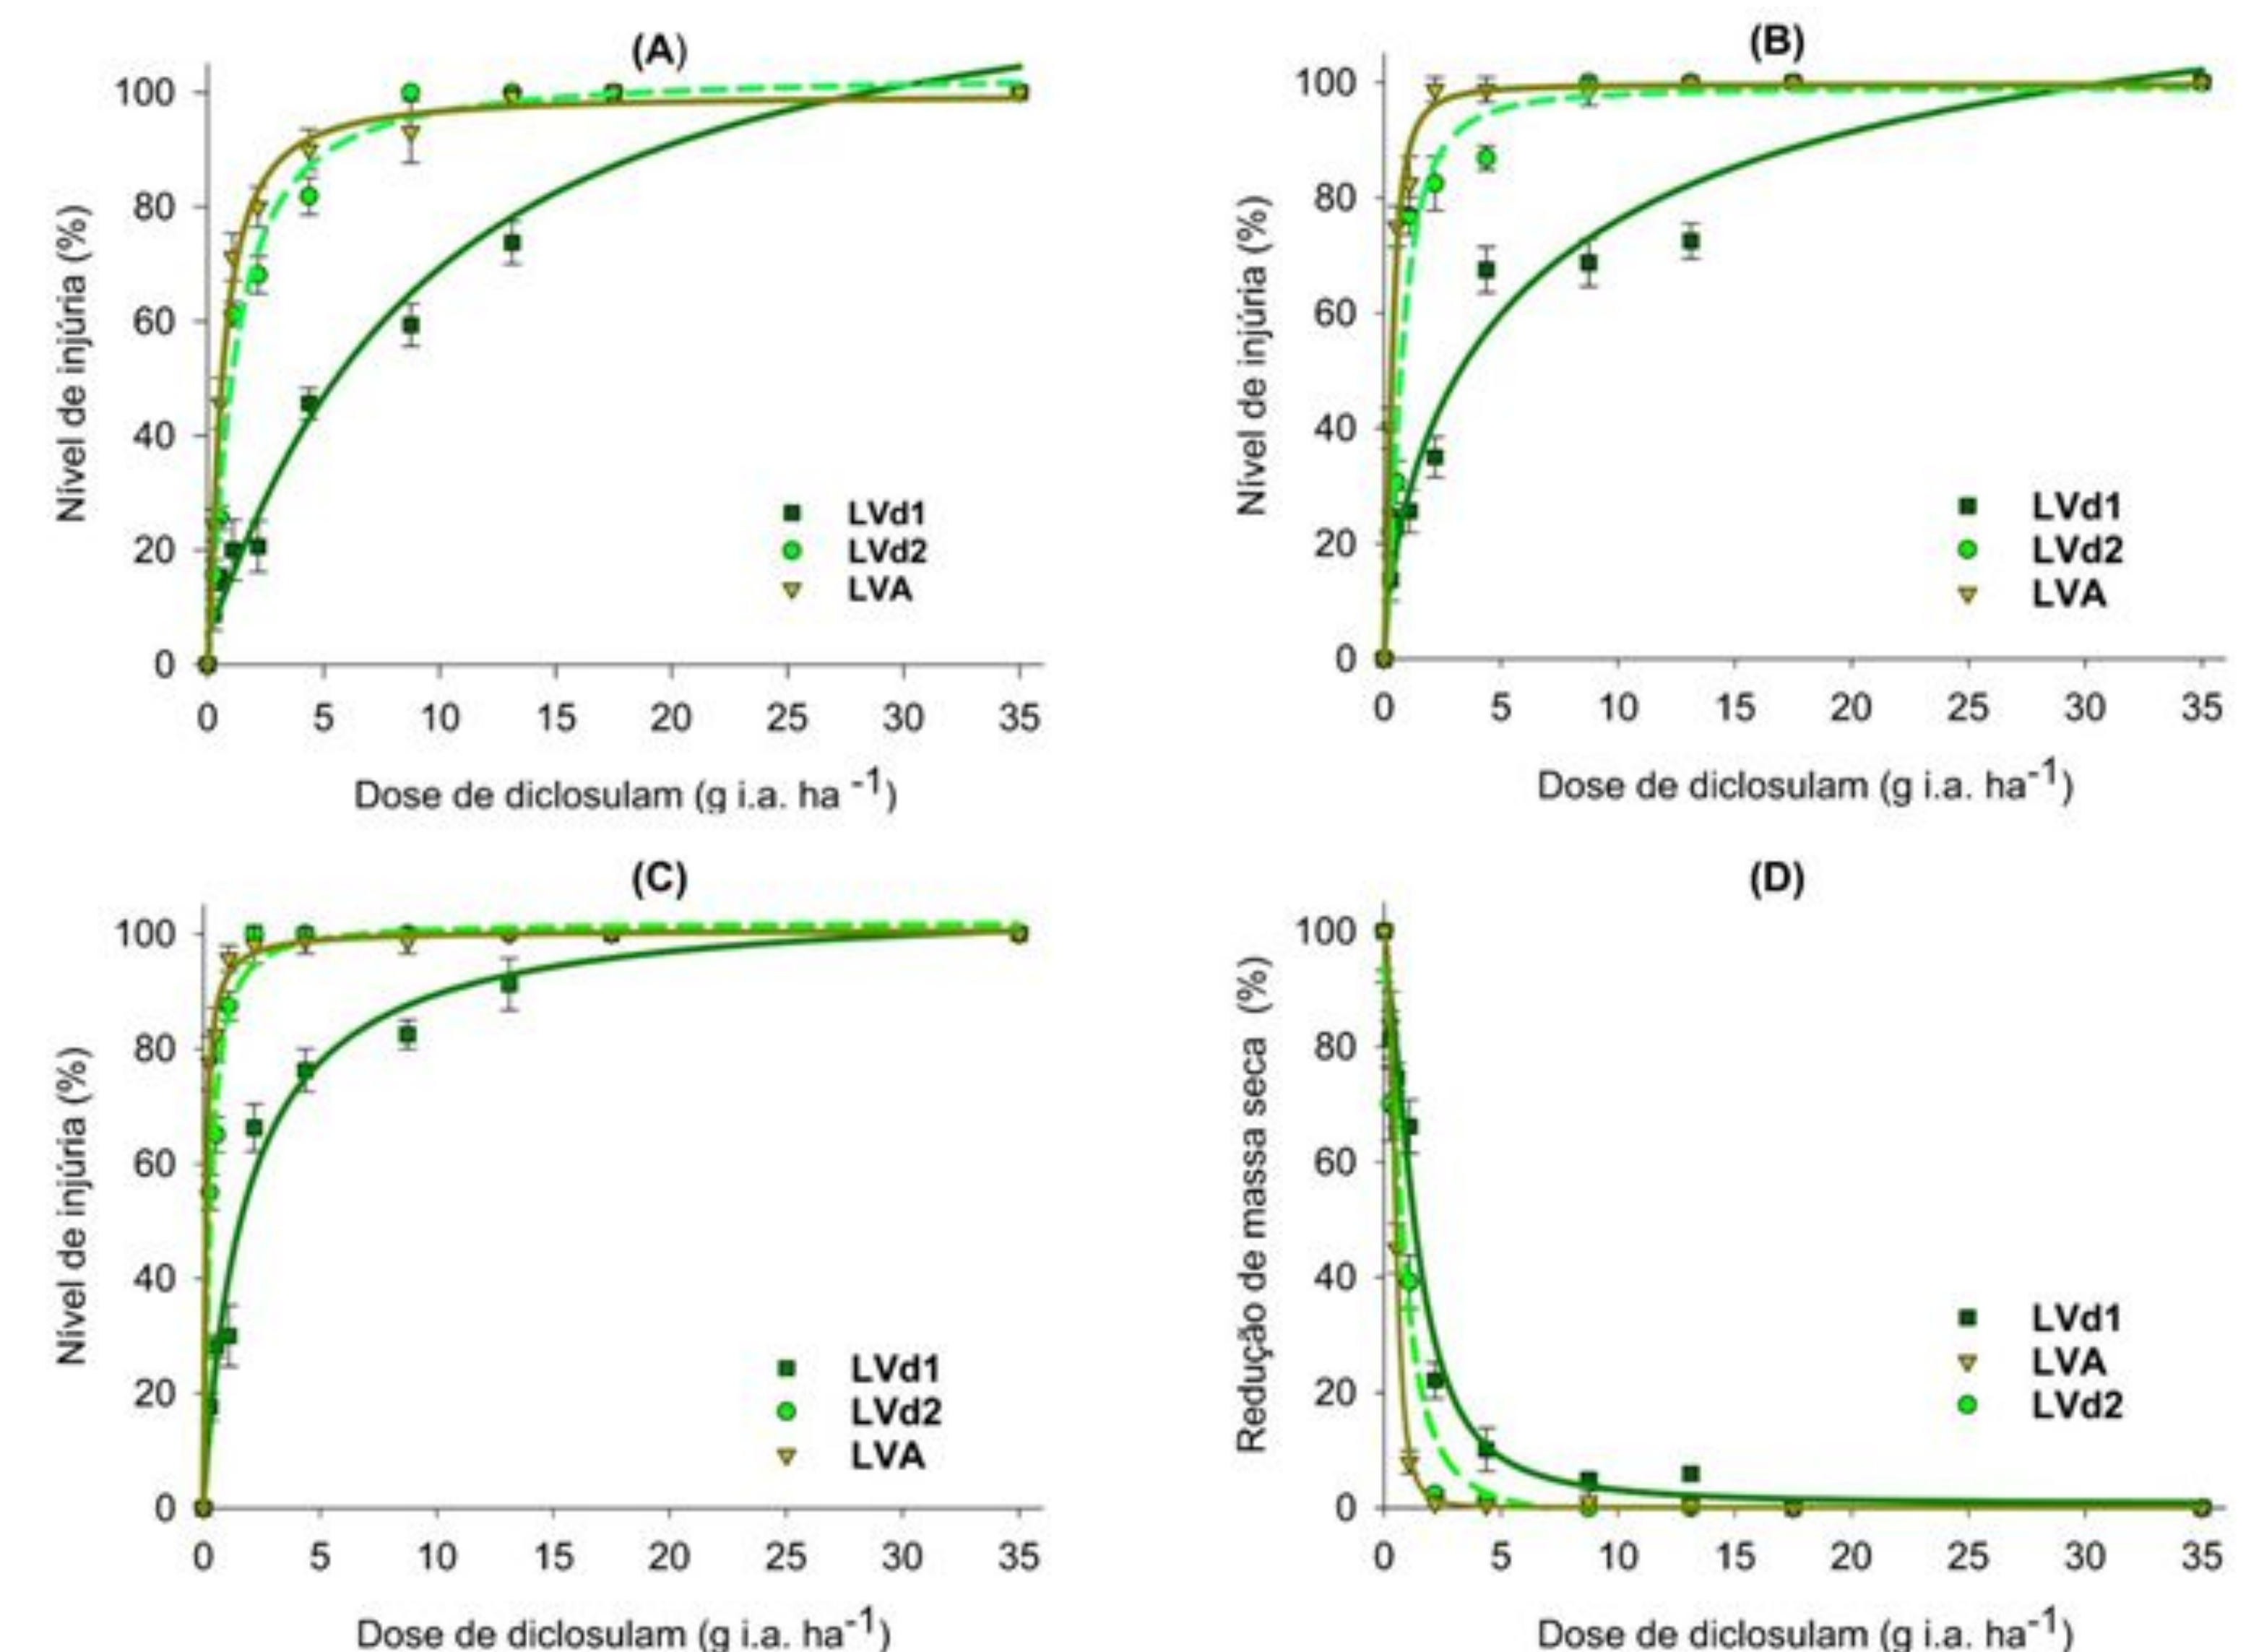 (A)
Nível de injúria (%)
100
80
60
40
20
0
0 5 10 15 20 25 30 35
Dose de diclosulam (g i.a. ha -1)
LVd1
LVd2
LVA
(B)
Nível de injúria (%)
100
80
60
40
20
0
0 5 10 15 20 25 30 35
Dose de diclosulam (g i.a. ha-1)
LVd1
LVd2
LVA
(C)
Nível de injúria (%)
100
80
60
40
20
0
0 5 10 15 20 25 30 35
Dose de diclosulam (g i.a. ha-1)
LVd1
LVd2
LVA
(D)
Redução de massa seca (%)
100
80
60
40
20
0
0 5 10 15 20 25 30 35
Dose de diclosulam (g i.a. ha-1)
LVd1
LVA
LVd2